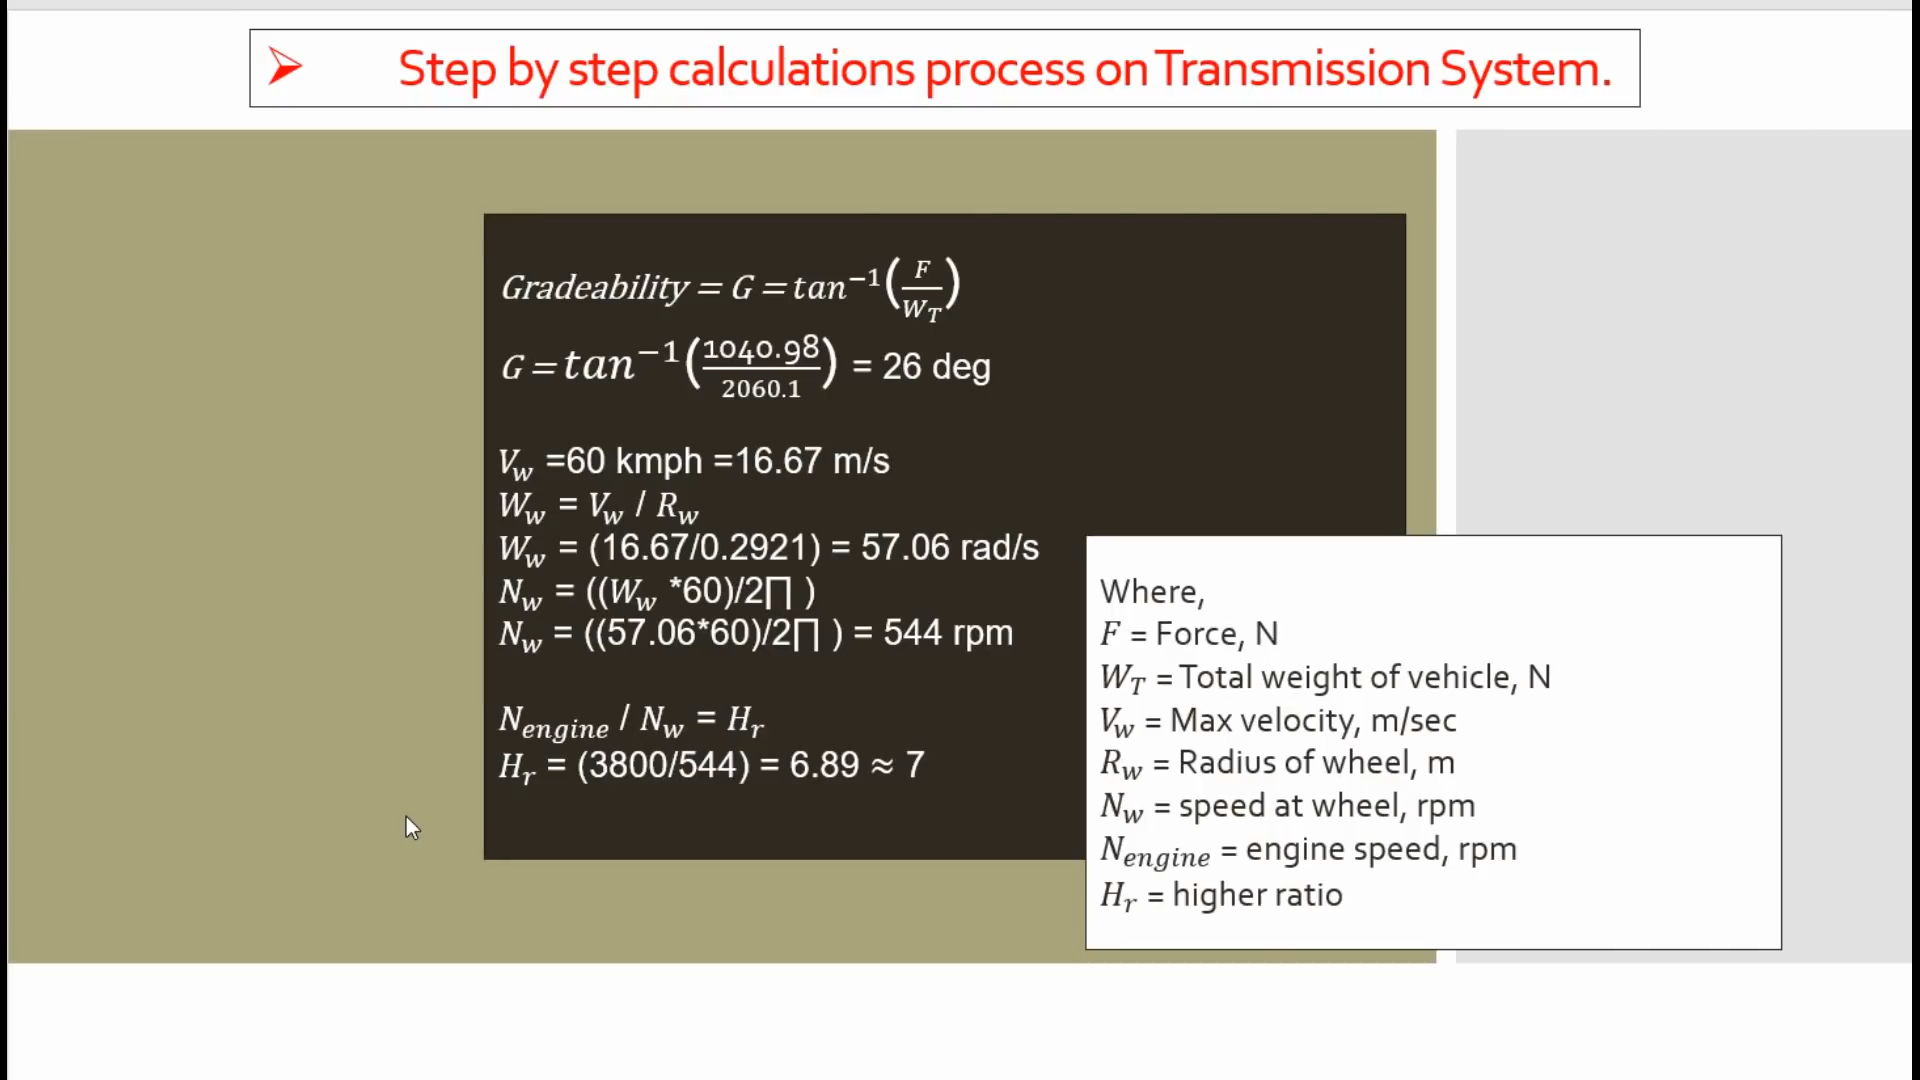 Step by step calculations process on Transmission System.
Gradeability = G = tan⁻¹(F/W_T)
G = tan⁻¹(1040.98/2060.1) = 26 deg
V_w =60 kmph =16.67 m/s
W_w = V_w / R_w
W_w = (16.67/0.2921) = 57.06 rad/s
N_w = ((W_w *60)/2∏ )
N_w = ((57.06*60)/2∏ ) = 544 rpm
N_engine / N_w = H_r
H_r = (3800/544) = 6.89 ≈ 7
Where,
F = Force, N
W_T = Total weight of vehicle, N
V_w = Max velocity, m/sec
R_w = Radius of wheel, m
N_w = speed at wheel, rpm
N_engine = engine speed, rpm
H_r = higher ratio